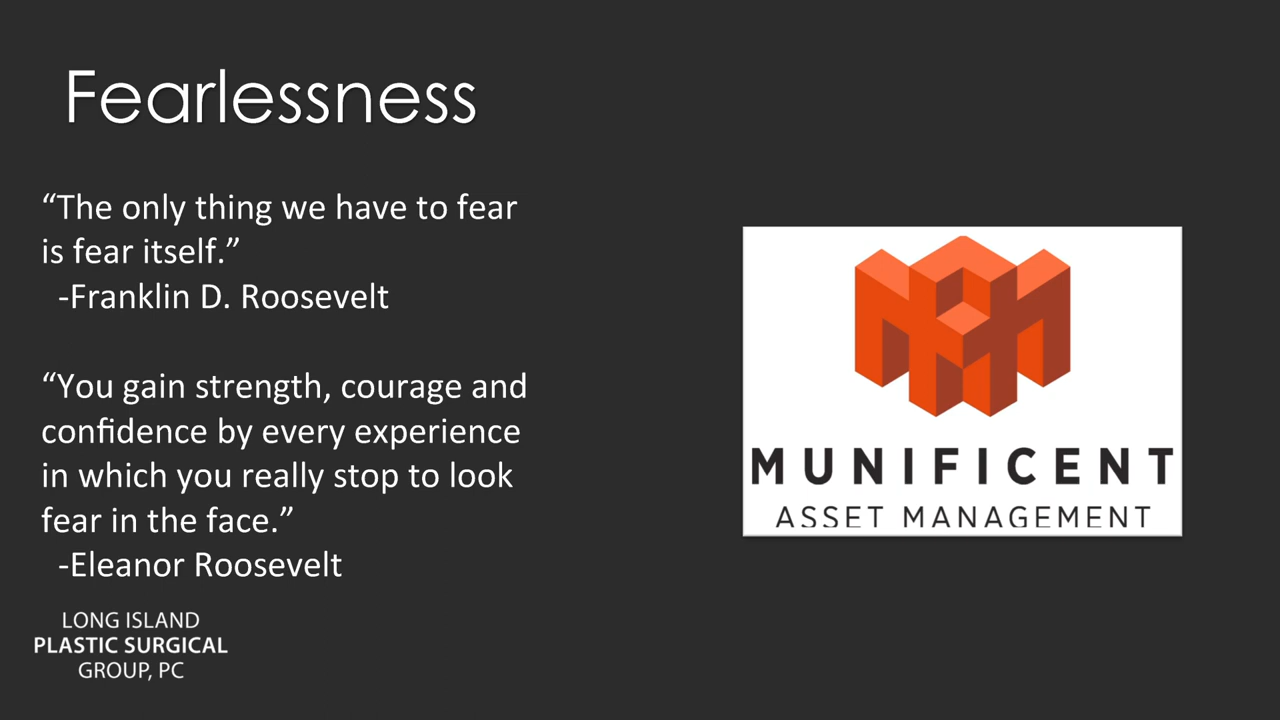 Fearlessness
“The only thing we have to fear
is fear itself.”
-Franklin D. Roosevelt
“You gain strength, courage and
confidence by every experience
in which you really stop to look
fear in the face.”
-Eleanor Roosevelt
LONG ISLAND
PLASTIC SURGICAL
GROUP, PC
MUNIFICENT
ASSET MANAGEMENT